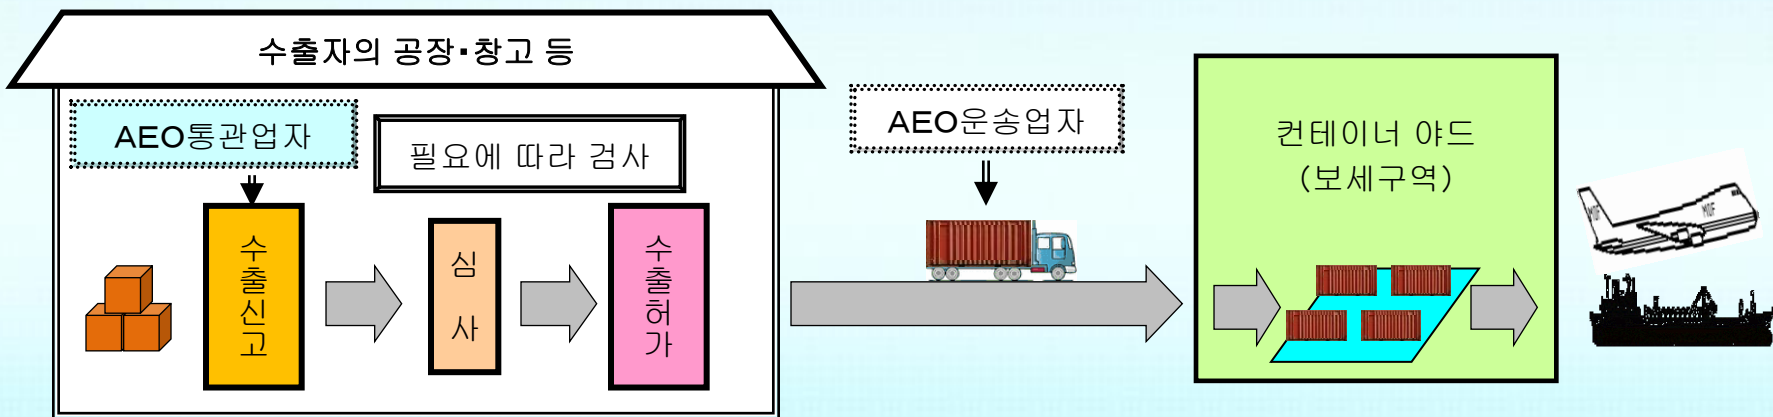 수출자의 공장▪창고 등
AEO통관업자
필요에 따라 검사
수출신고
심사
수출허가
AEO운송업자
컨테이너 야드
(보세구역)
MOF
MOF